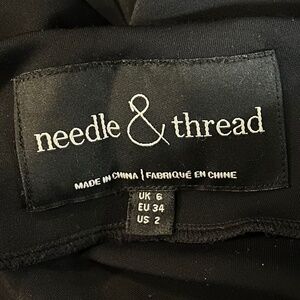 needle & thread
MADE IN CHINA | FABRIQUÉ EN CHINE
UK 6
EU 34
US 2